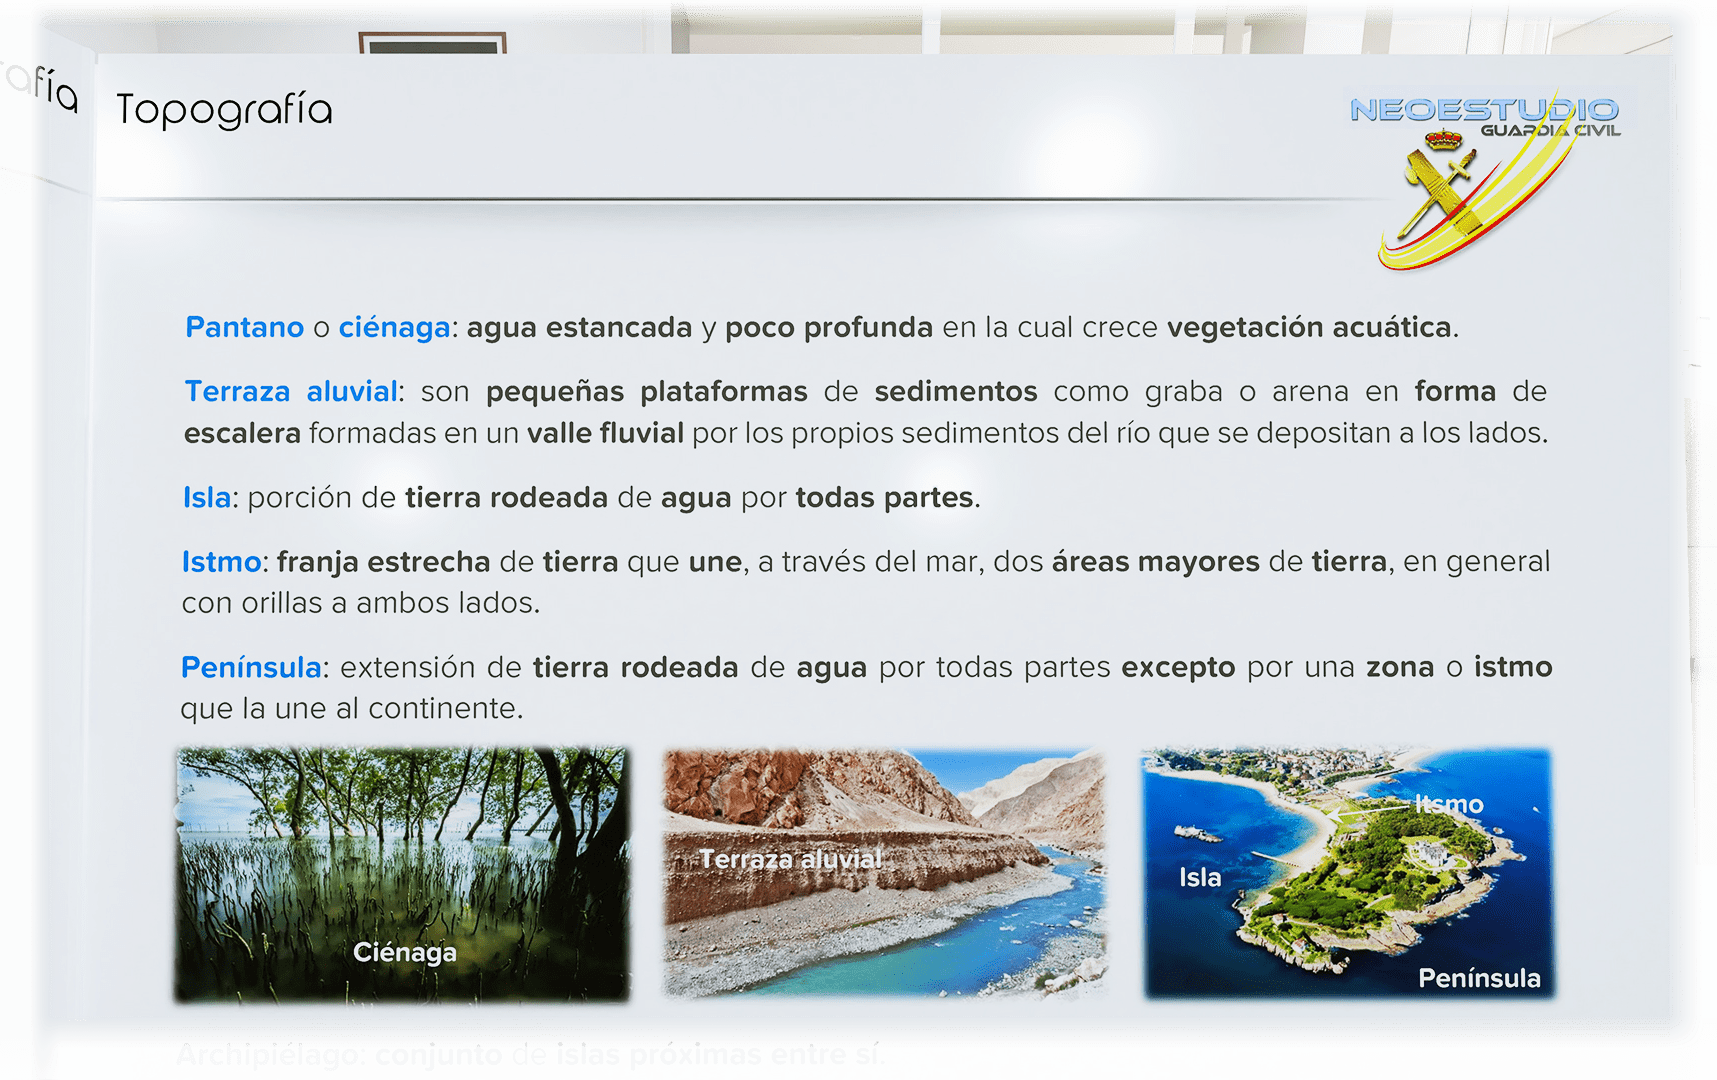 afía
Topografía
NEOESTUDIO
GUARDIA CIVIL
Pantano o ciénaga: agua estancada y poco profunda en la cual crece vegetación acuática.
Terraza aluvial: son pequeñas plataformas de sedimentos como graba o arena en forma de
escalera formadas en un valle fluvial por los propios sedimentos del río que se depositan a los lados.
Isla: porción de tierra rodeada de agua por todas partes.
Istmo: franja estrecha de tierra que une, a través del mar, dos áreas mayores de tierra, en general
con orillas a ambos lados.
Península: extensión de tierra rodeada de agua por todas partes excepto por una zona o istmo
que la une al continente.
Ciénaga
Terraza aluvial
Itsmo
Isla
Península
Archipiélago: conjunto de islas próximas entre sí.